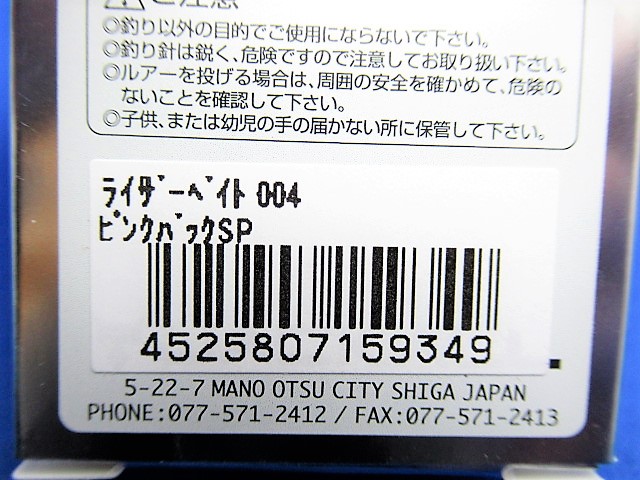 ご注意
◎釣り以外の目的でご使用にならないで下さい。
◎釣り針は鋭く、危険ですので注意してお取り扱い下さい。
◎ルアーを投げる場合は、周囲の安全を確かめて、危険の
ないことを確認して下さい。
◎子供、または幼児の手の届かない所に保管して下さい。
ﾗｲｻﾞｰﾍﾞｲﾄ 004
ﾋﾟﾝｸﾊﾞｯｸSP
4525807159349
5-22-7 MANO OTSU CITY SHIGA JAPAN
PHONE:077-571-2412 / FAX:077-571-2413